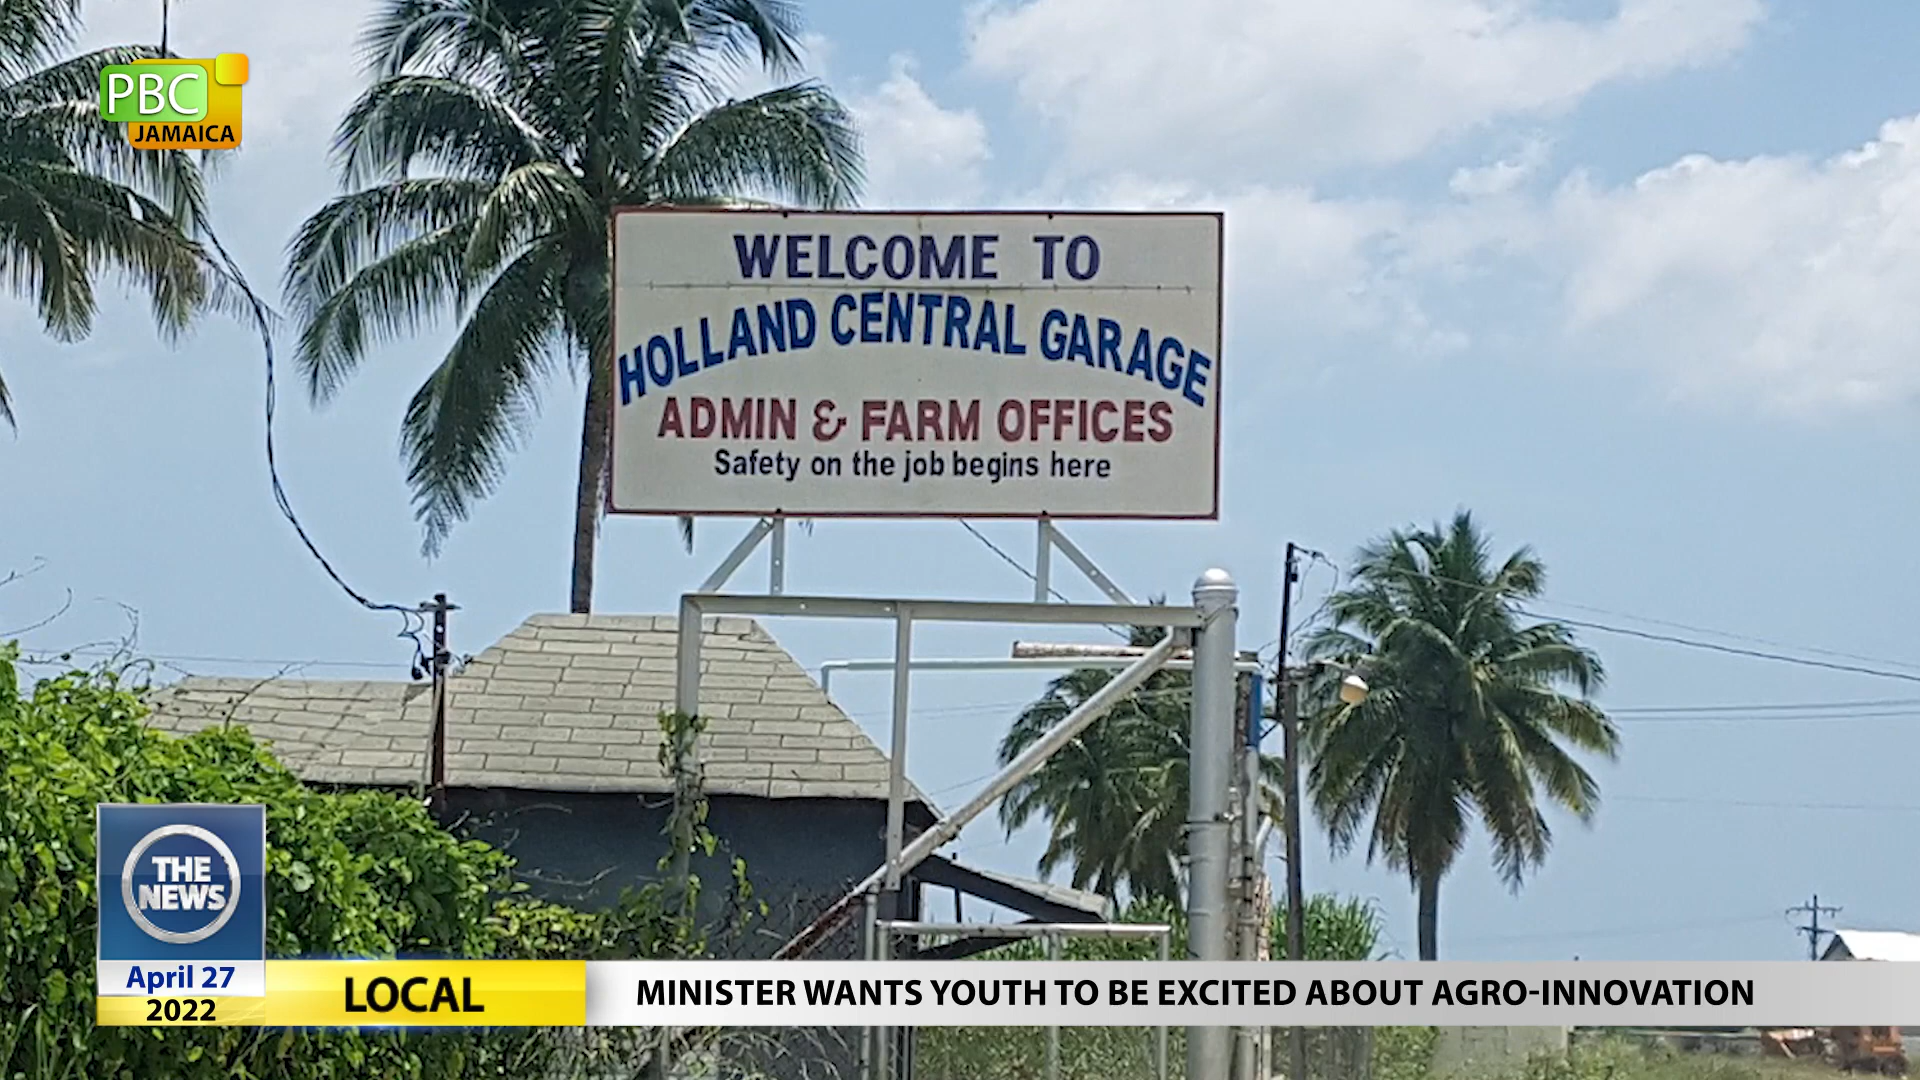 PBC
JAMAICA
WELCOME TO
HOLLAND CENTRAL GARAGE
ADMIN & FARM OFFICES
Safety on the job begins here
THE
NEWS
April 27
2022
LOCAL
MINISTER WANTS YOUTH TO BE EXCITED ABOUT AGRO-INNOVATION